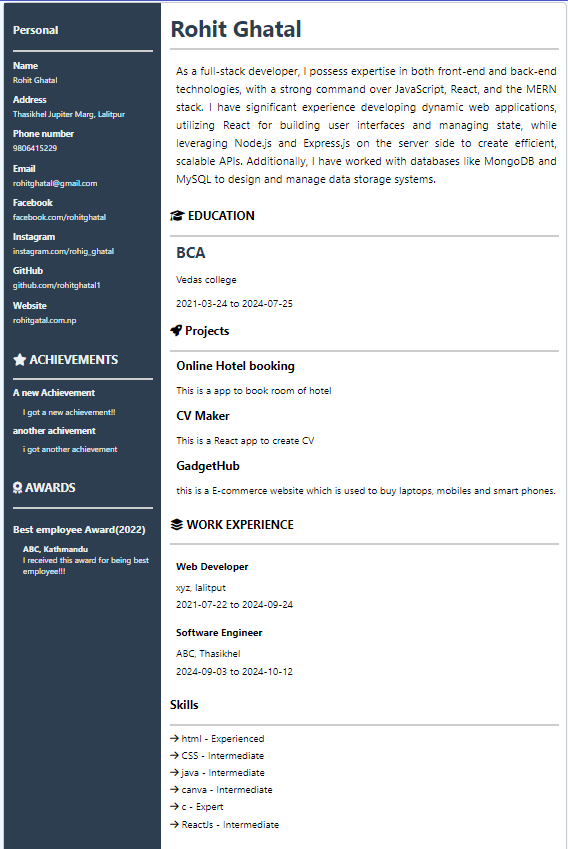 Personal
Name
Rohit Ghatal
Address
Thasikhel Jupiter Marg, Lalitpur
Phone number
9806415229
Email
rohitghatal@gmail.com
Facebook
facebook.com/rohitghatal
Instagram
instagram.com/rohig_ghatal
GitHub
github.com/rohitghatal1
Website
rohitgatal.com.np
ACHIEVEMENTS
A new Achievement
I got a new achievement!!
another achivement
i got another achievement
AWARDS
Best employee Award(2022)
ABC, Kathmandu
I received this award for being best
employee!!!
Rohit Ghatal
As a full-stack developer, I possess expertise in both front-end and back-end
technologies, with a strong command over JavaScript, React, and the MERN
stack. I have significant experience developing dynamic web applications,
utilizing React for building user interfaces and managing state, while
leveraging Node.js and Express.js on the server side to create efficient,
scalable APIs. Additionally, I have worked with databases like MongoDB and
MySQL to design and manage data storage systems.
EDUCATION
BCA
Vedas college
2021-03-24 to 2024-07-25
Projects
Online Hotel booking
This is a app to book room of hotel
CV Maker
This is a React app to create CV
GadgetHub
this is a E-commerce website which is used to buy laptops, mobiles and smart phones.
WORK EXPERIENCE
Web Developer
xyz, lalitput
2021-07-22 to 2024-09-24
Software Engineer
ABC, Thasikhel
2024-09-03 to 2024-10-12
Skills
→ html - Experienced
→ CSS - Intermediate
→ java - Intermediate
→ canva - Intermediate
→ c - Expert
→ ReactJs - Intermediate